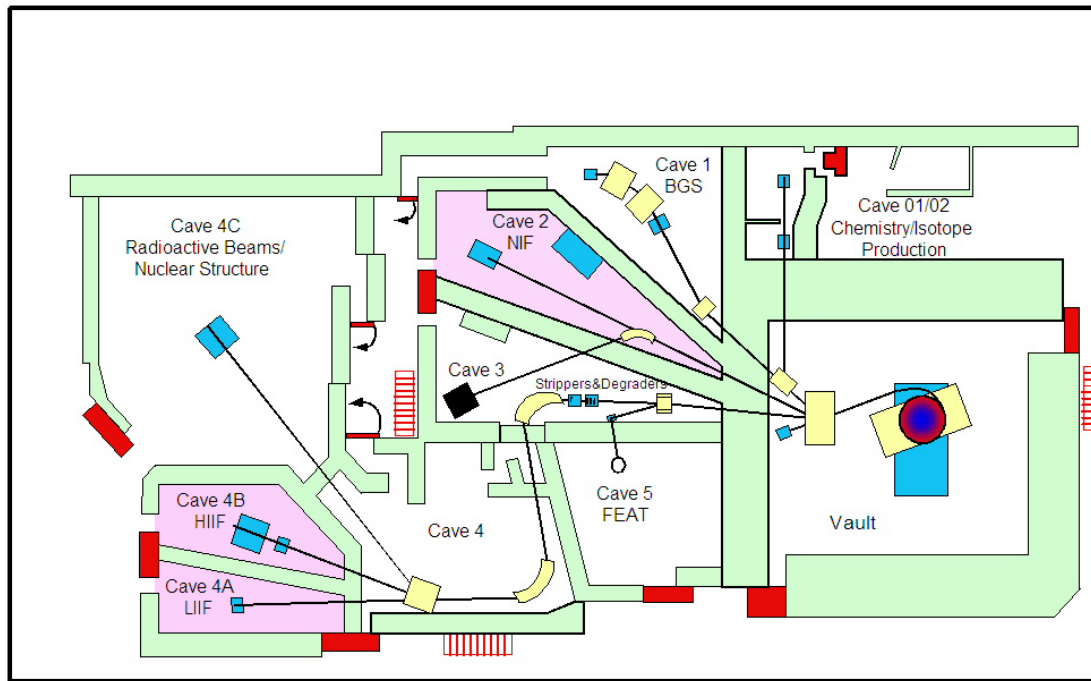 Cave 1
BGS
Cave 01/02
Chemistry/Isotope
Production
Cave 4C
Radioactive Beams/
Nuclear Structure
Cave 2
NIF
Cave 3
Strippers&Degraders
Cave 4B
HIIF
Cave 4
Cave 5
FEAT
Vault
Cave 4A
LIIF